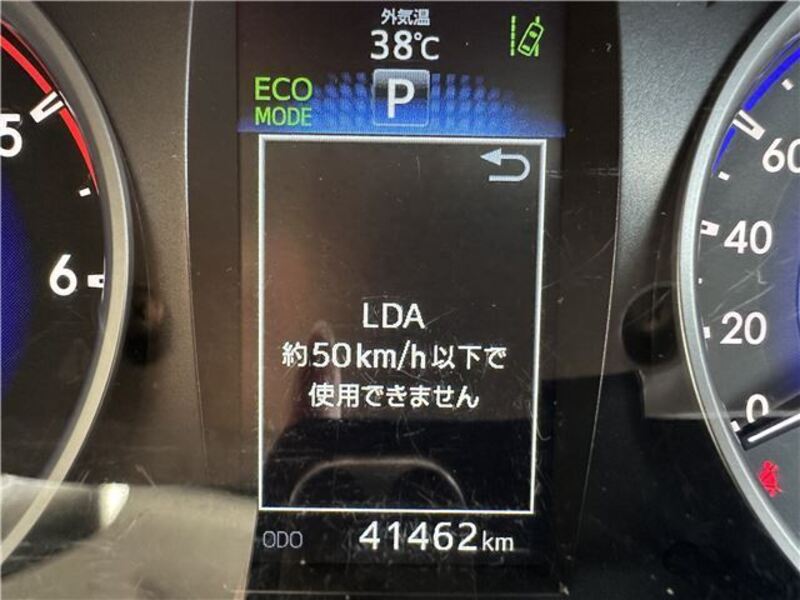 外気温
38℃
ECO
MODE
P
5
6
LDA
約50km/h以下で
使用できません
ODO 41462km
60
40
20
0